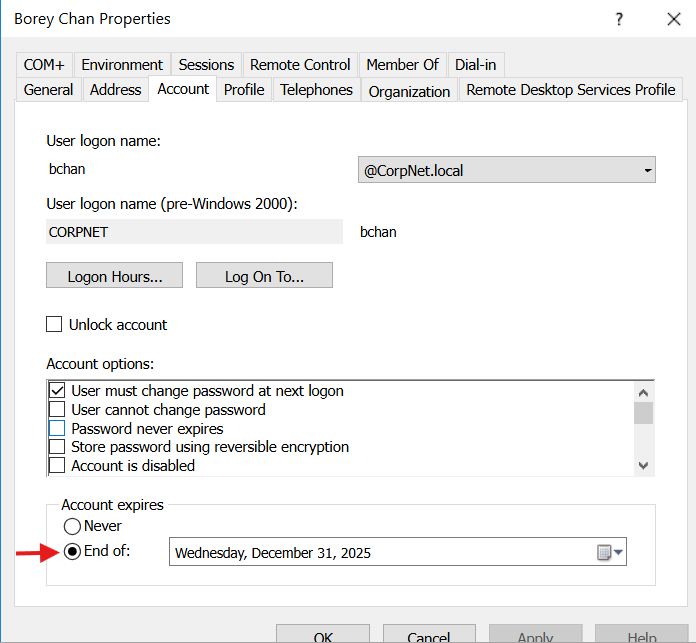 Borey Chan Properties ?
COM+ Environment Sessions Remote Control Member Of Dial-in
General Address Account Profile Telephones Organization Remote Desktop Services Profile
User logon name:
bchan @CorpNet.local
User logon name (pre-Windows 2000):
CORPNET bchan
Logon Hours... Log On To...
Unlock account
Account options:
User must change password at next logon
User cannot change password
Password never expires
Store password using reversible encryption
Account is disabled
Account expires
Never
End of: Wednesday, December 31, 2025
OK Cancel Apply Help